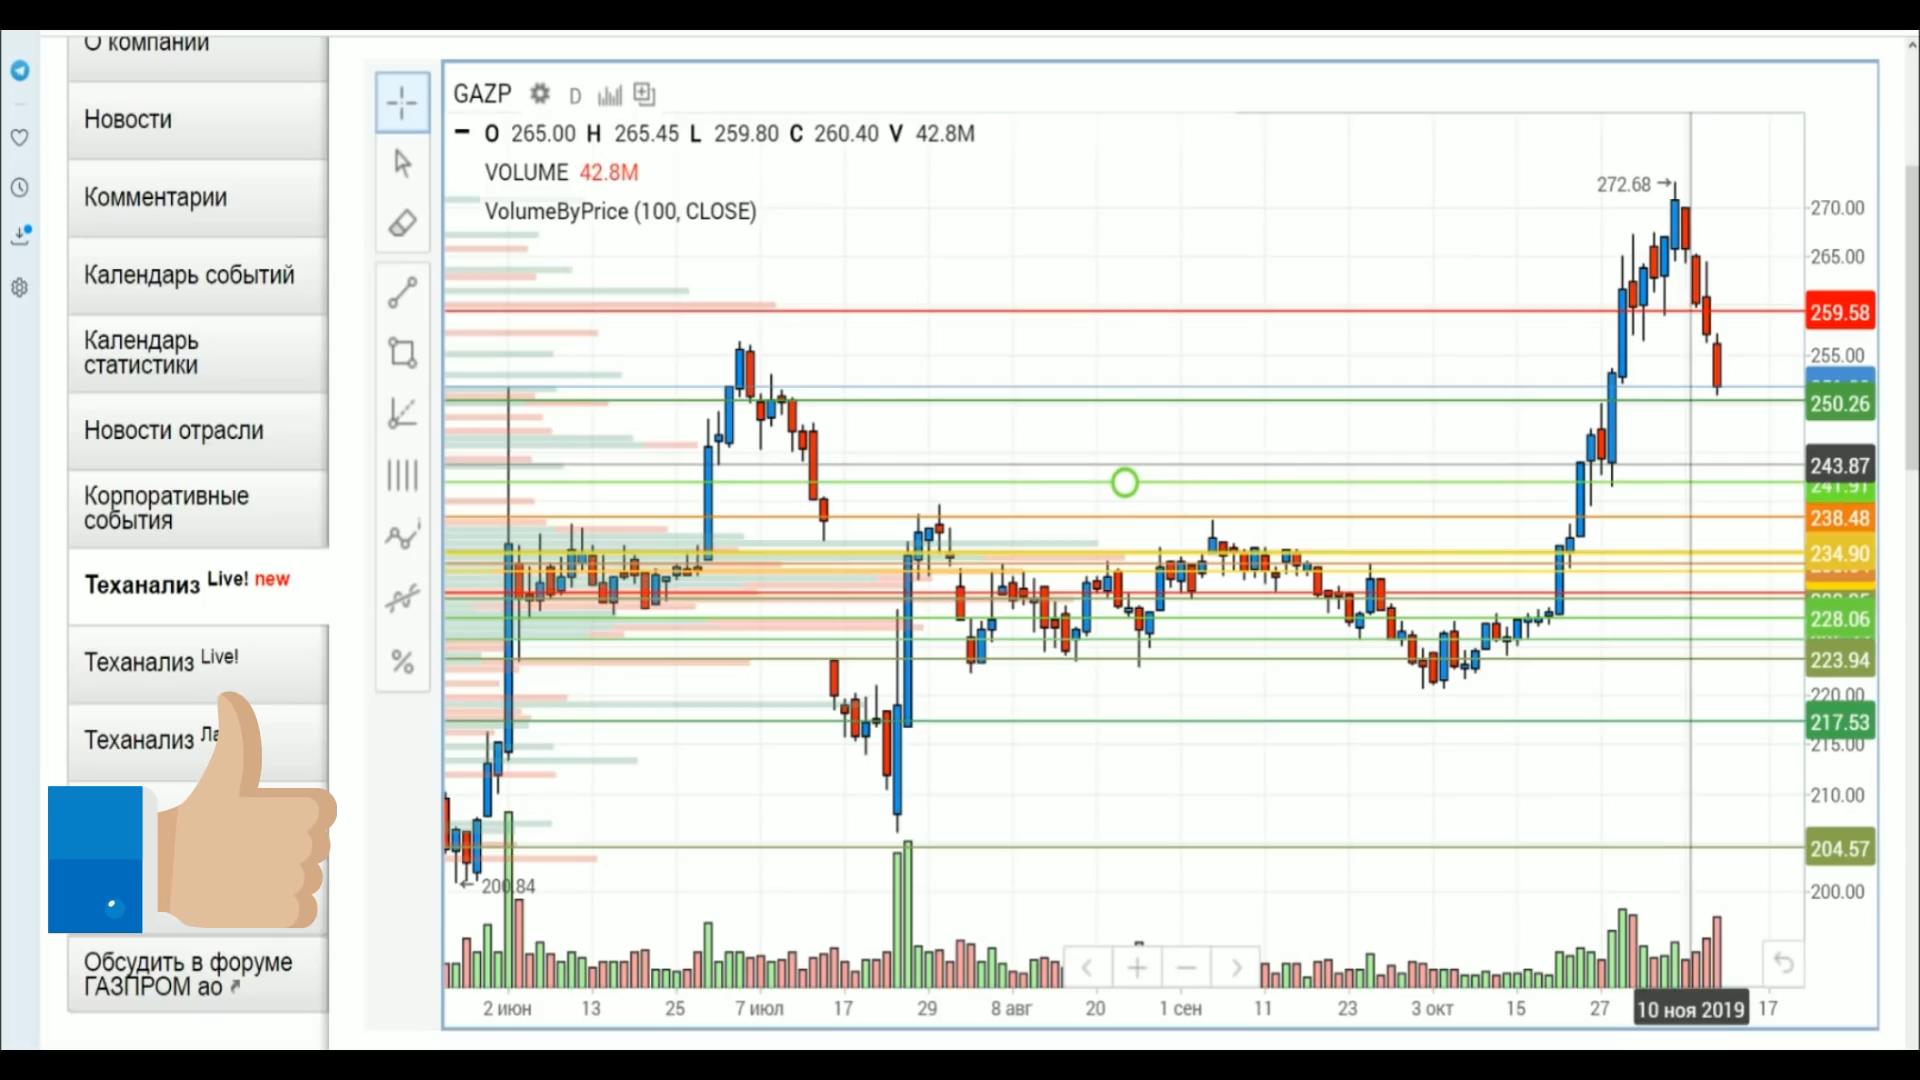 О компании
Новости
Комментарии
Календарь событий
Календарь
статистики
Новости отрасли
Корпоративные
события
Теханализ Live! new
Теханализ Live!
Теханализ
Обсудить в форуме
ГАЗПРОМ ао
GAZP D
O 265.00 H 265.45 L 259.80 C 260.40 V 42.8M
VOLUME 42.8M
VolumeByPrice (100, CLOSE)
272.68
200.84
270.00
265.00
259.58
255.00
250.26
243.87
241.91
238.48
234.90
228.06
223.94
220.00
217.53
215.00
210.00
204.57
200.00
2 июн 13 25 7 июл 17 29 8 авг 20 1 сен 11 23 3 окт 15 27 10 ноя 2019 17